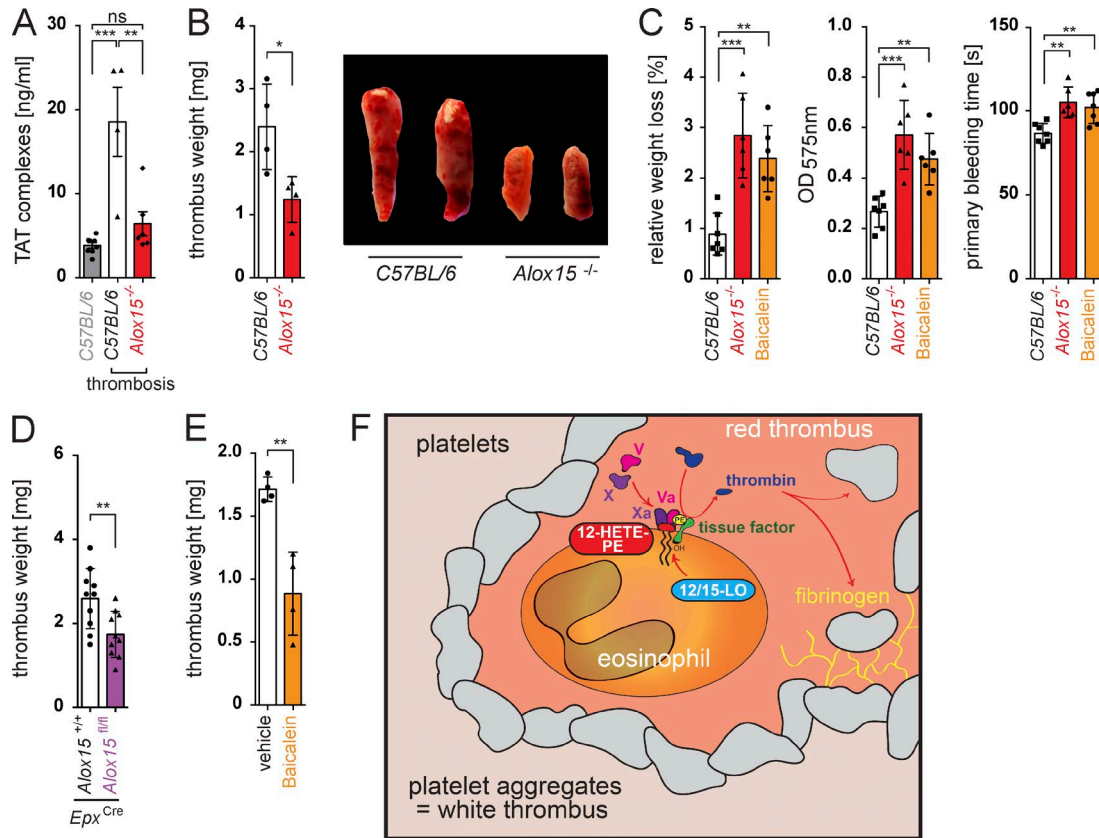 A
TAT complexes [ng/ml]
30
20
10
0
ns
***
**
C57BL/6
C57BL/6
Alox15-/-
thrombosis
B
thrombus weight [mg]
4
3
2
1
0
*
C57BL/6
Alox15-/-
C57BL/6
Alox15 -/-
C
relative weight loss [%]
5
4
3
2
1
0
**
***
C57BL/6
Alox15-/-
Baicalein
OD575nm
1.0
0.8
0.6
0.4
0.2
0.0
**
***
C57BL/6
Alox15-/-
Baicalein
primary bleeding time [s]
150
100
50
0
**
**
C57BL/6
Alox15-/-
Baicalein
D
thrombus weight [mg]
6
4
2
0
**
Alox15 +/+
Alox15 fl/fl
Epx Cre
E
thrombus weight [mg]
2.0
1.5
1.0
0.5
0.0
**
vehicle
Baicalein
F
platelets
red thrombus
V
X
Va
Xa
PE
thrombin
tissue factor
12-HETE-
PE
OH
12/15-LO
fibrinogen
eosinophil
platelet aggregates
= white thrombus